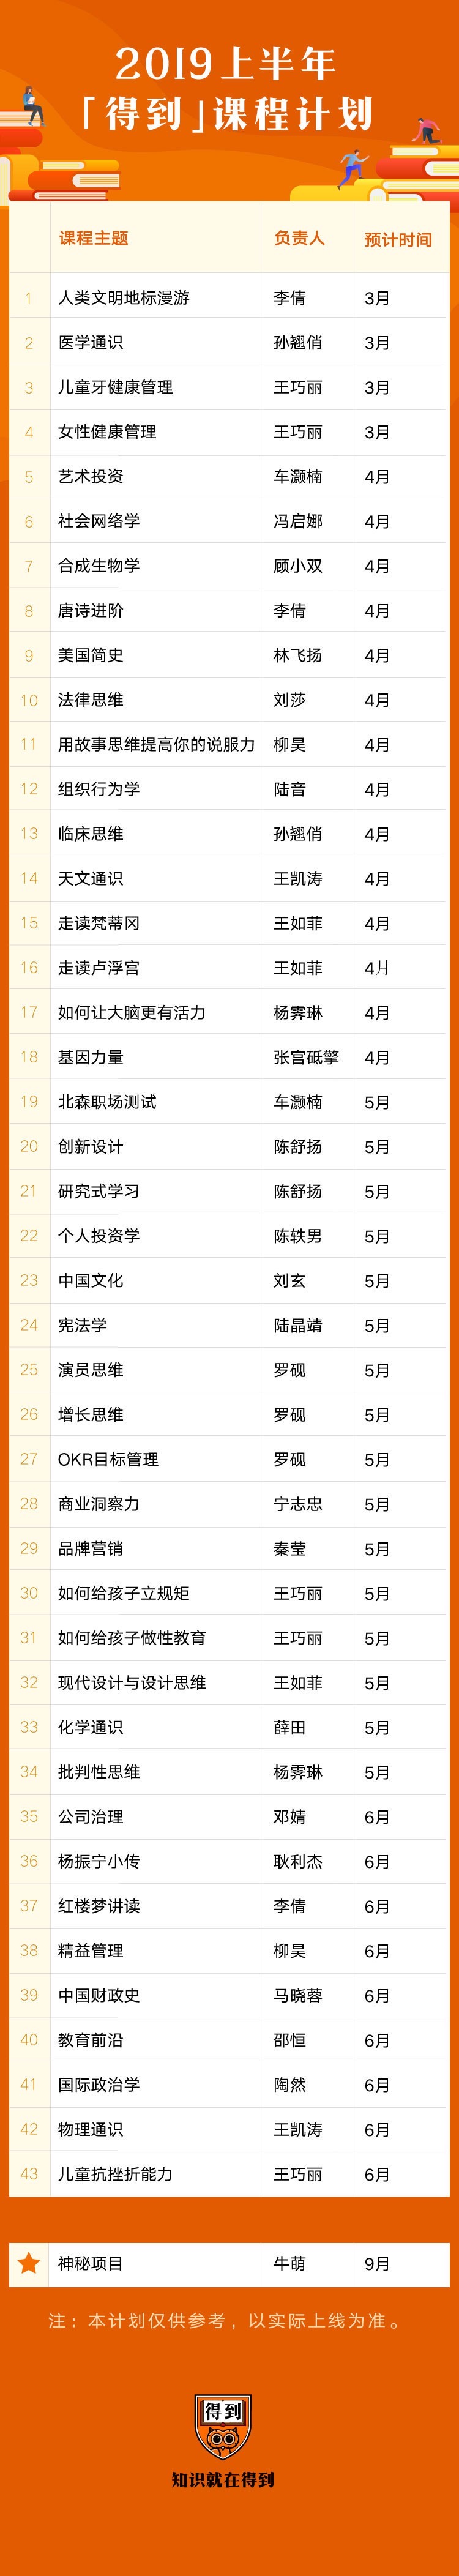 2019上半年
「得到」课程计划
课程主题 负责人 预计时间
1 人类文明地标漫游 李倩 3月
2 医学通识 孙翘俏 3月
3 儿童牙健康管理 王巧丽 3月
4 女性健康管理 王巧丽 3月
5 艺术投资 车灏楠 4月
6 社会网络学 冯启娜 4月
7 合成生物学 顾小双 4月
8 唐诗进阶 李倩 4月
9 美国简史 林飞扬 4月
10 法律思维 刘莎 4月
11 用故事思维提高你的说服力 柳昊 4月
12 组织行为学 陆音 4月
13 临床思维 孙翘俏 4月
14 天文通识 王凯涛 4月
15 走读梵蒂冈 王如菲 4月
16 走读卢浮宫 王如菲 4月
17 如何让大脑更有活力 杨霁琳 4月
18 基因力量 张宫砥擎 4月
19 北森职场测试 车灏楠 5月
20 创新设计 陈舒扬 5月
21 研究式学习 陈舒扬 5月
22 个人投资学 陈轶男 5月
23 中国文化 刘玄 5月
24 宪法学 陆晶靖 5月
25 演员思维 罗砚 5月
26 增长思维 罗砚 5月
27 OKR目标管理 罗砚 5月
28 商业洞察力 宁志忠 5月
29 品牌营销 秦莹 5月
30 如何给孩子立规矩 王巧丽 5月
31 如何给孩子做性教育 王巧丽 5月
32 现代设计与设计思维 王如菲 5月
33 化学通识 薛田 5月
34 批判性思维 杨霁琳 5月
35 公司治理 邓婧 6月
36 杨振宁小传 耿利杰 6月
37 红楼梦讲读 李倩 6月
38 精益管理 柳昊 6月
39 中国财政史 马晓蓉 6月
40 教育前沿 邵恒 6月
41 国际政治学 陶然 6月
42 物理通识 王凯涛 6月
43 儿童抗挫折能力 王巧丽 6月
神秘项目 牛萌 9月
注：本计划仅供参考，以实际上线为准。
得到
知识就在得到